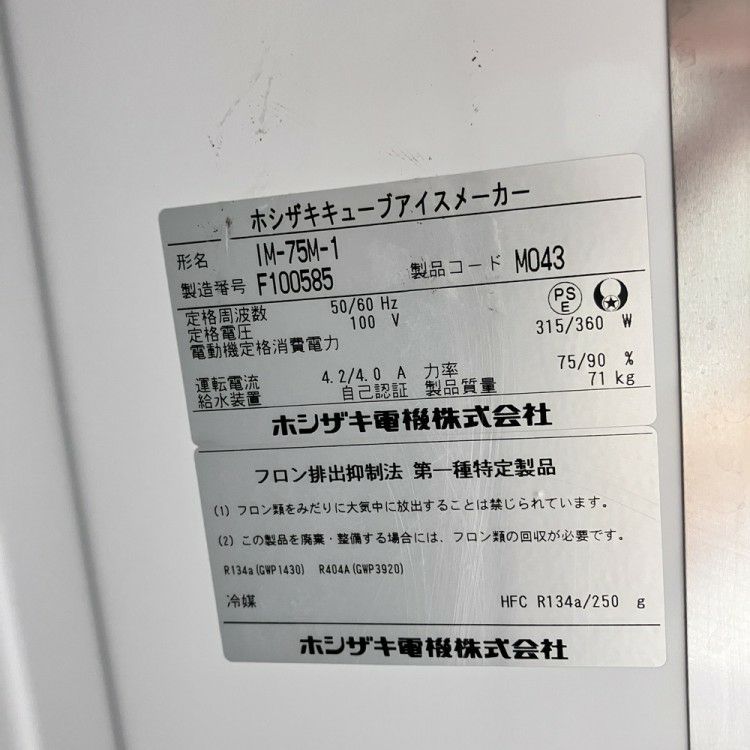 ホシザキキューブアイスメーカー
形名 IM-75M-1
製造番号 F100585 製品コード M043
定格周波数 50/60 Hz PS E
定格電圧 100 V 315/360 W
電動機定格消費電力
運転電流 4.2/4.0 A 力率 75/90 %
給水装置 自己認証 製品質量 71 kg
ホシザキ電機株式会社
フロン排出抑制法 第一種特定製品
(1) フロン類をみだりに大気中に放出することは禁じられています。
(2) この製品を廃棄・整備する場合には、フロン類の回収が必要です。
R134a(GWP1430) R404A(GWP3920)
冷媒 HFC R134a/250 g
ホシザキ電機株式会社